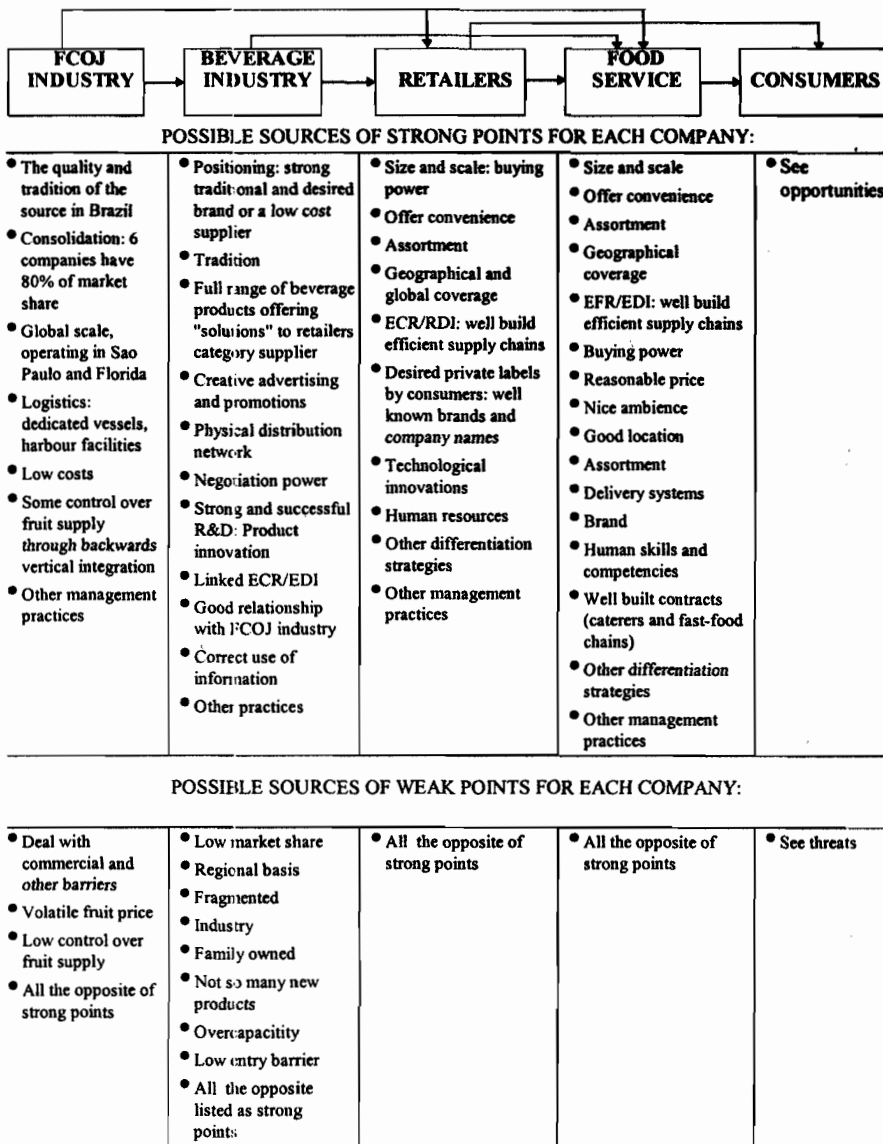 FCOJ
INDUSTRY
BEVERAGE
INDUSTRY
RETAILERS
FOOD
SERVICE
CONSUMERS
POSSIBLE SOURCES OF STRONG POINTS FOR EACH COMPANY:
• The quality and
tradition of the
source in Brazil
• Consolidation: 6
companies have
80% of market
share
• Global scale,
operating in Sao
Paulo and Florida
• Logistics:
dedicated vessels,
harbour facilities
• Low costs
• Some control over
fruit supply
through backwards
vertical integration
• Other management
practices
• Positioning: strong
traditional and desired
brand or a low cost
supplier
• Tradition
• Full range of beverage
products offering
"solutions" to retailers
category supplier
• Creative advertising
and promotions
• Physical distribution
network
• Negotiation power
• Strong and successful
R&D: Product
innovation
• Linked ECR/EDI
• Good relationship
with FCOJ industry
• Correct use of
information
• Other practices
• Size and scale: buying
power
• Offer convenience
• Assortment
• Geographical and
global coverage
• ECR/RDI: well build
efficient supply chains
• Desired private labels
by consumers: well
known brands and
company names
• Technological
innovations
• Human resources
• Other differentiation
strategies
• Other management
practices
• Size and scale
• Offer convenience
• Assortment
• Geographical
coverage
• EFR/EDI: well build
efficient supply chains
• Buying power
• Reasonable price
• Nice ambience
• Good location
• Assortment
• Delivery systems
• Brand
• Human skills and
competencies
• Well built contracts
(caterers and fast-food
chains)
• Other differentiation
strategies
• Other management
practices
• See
opportunities
POSSIBLE SOURCES OF WEAK POINTS FOR EACH COMPANY:
• Deal with
commercial and
other barriers
• Volatile fruit price
• Low control over
fruit supply
• All the opposite of
strong points
• Low market share
• Regional basis
• Fragmented
• Industry
• Family owned
• Not so many new
products
• Overcapacitity
• Low entry barrier
• All the opposite
listed as strong
points
• All the opposite of
strong points
• All the opposite of
strong points
• See threats